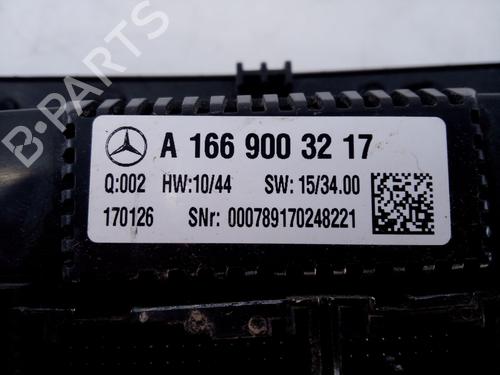 B-Parts
A 166 900 32 17
Q:002 HW:10/44 SW: 15/34.00
170126 SNr: 000789170248221